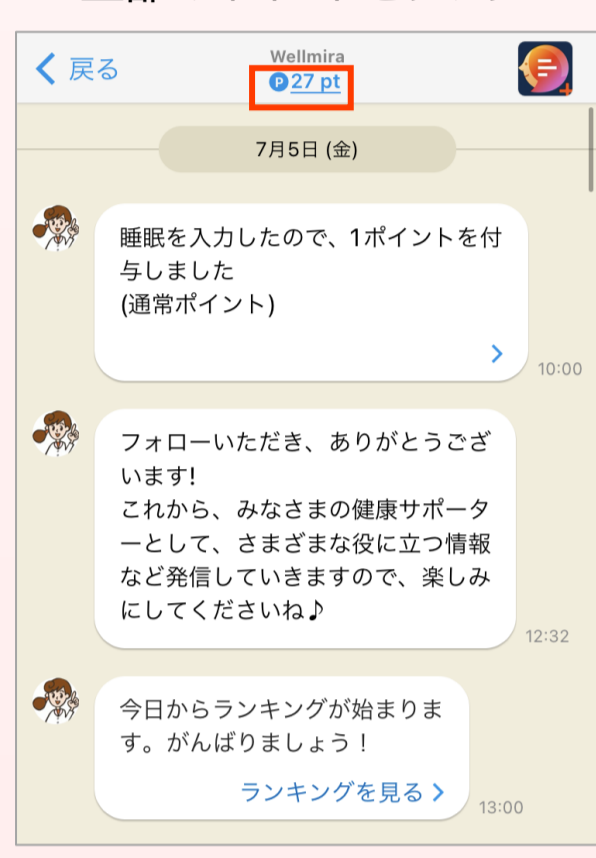 戻る
Wellmira
P 27 pt
7月5日 (金)
睡眠を入力したので、1ポイントを付
与しました
(通常ポイント)
10:00
フォローいただき、ありがとうござ
います!
これから、みなさまの健康サポータ
ーとして、さまざまな役に立つ情報
など発信していきますので、楽しみ
にしてくださいね♪
12:32
今日からランキングが始まりま
す。がんばりましょう！
ランキングを見る
13:00